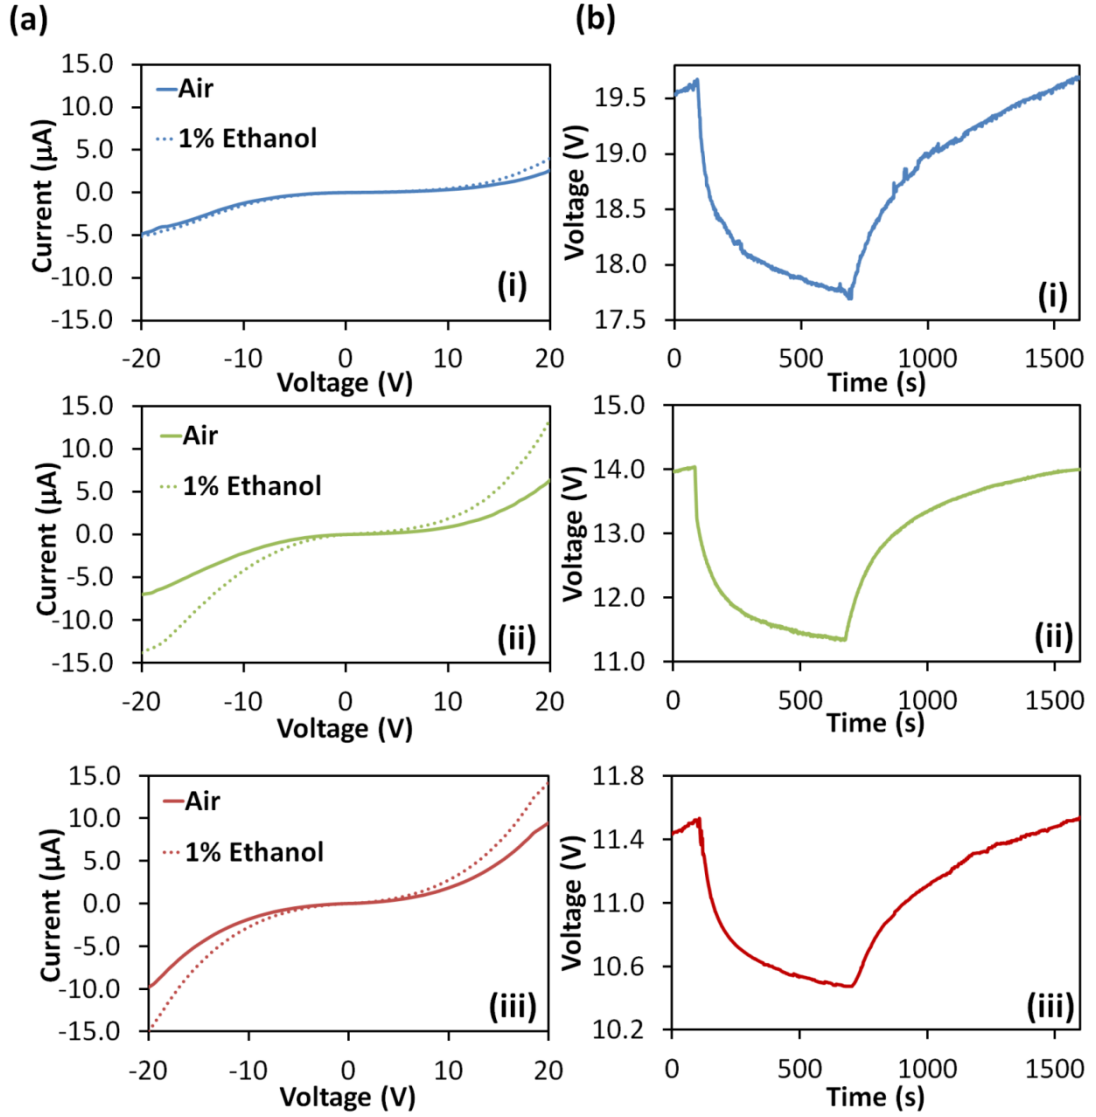 (a)
15.0
10.0
5.0
0.0
-5.0
-10.0
-15.0
Current (µA)
Air
1% Ethanol
(i)
-20 -10 0 10 20
Voltage (V)
(b)
19.5
19.0
18.5
18.0
17.5
Voltage (V)
(i)
0 500 1000 1500
Time (s)
15.0
10.0
5.0
0.0
-5.0
-10.0
-15.0
Current (µA)
Air
1% Ethanol
(ii)
-20 -10 0 10 20
Voltage (V)
15.0
14.0
13.0
12.0
11.0
Voltage (V)
(ii)
0 500 1000 1500
Time (s)
15.0
10.0
5.0
0.0
-5.0
-10.0
-15.0
Current (µA)
Air
1% Ethanol
(iii)
-20 -10 0 10 20
Voltage (V)
11.8
11.4
11.0
10.6
10.2
Voltage (V)
(iii)
0 500 1000 1500
Time (s)